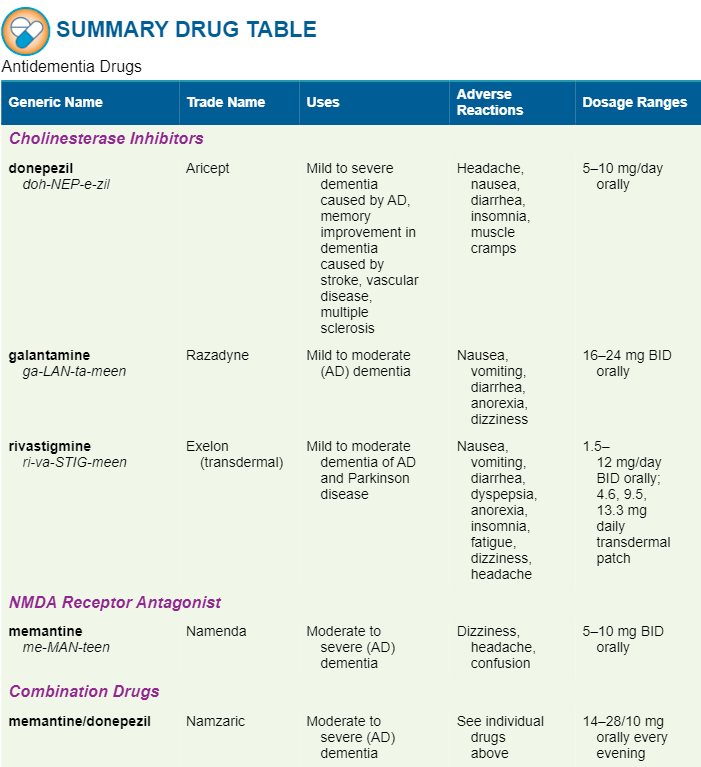 SUMMARY DRUG TABLE
Antidementia Drugs
Generic Name
Trade Name
Uses
Adverse
Reactions
Dosage Ranges
Cholinesterase Inhibitors
donepezil
doh-NEP-e-zil
Aricept
Mild to severe
dementia
caused by AD,
memory
improvement in
dementia
caused by
stroke, vascular
disease,
multiple
sclerosis
Headache,
nausea,
diarrhea,
insomnia,
muscle
cramps
5–10 mg/day
orally
galantamine
ga-LAN-ta-meen
Razadyne
Mild to moderate
(AD) dementia
Nausea,
vomiting,
diarrhea,
anorexia,
dizziness
16–24 mg BID
orally
rivastigmine
ri-va-STIG-meen
Exelon
(transdermal)
Mild to moderate
dementia of AD
and Parkinson
disease
Nausea,
vomiting,
diarrhea,
dyspepsia,
anorexia,
insomnia,
fatigue,
dizziness,
headache
1.5–
12 mg/day
BID orally;
4.6, 9.5,
13.3 mg
daily
transdermal
patch
NMDA Receptor Antagonist
memantine
me-MAN-teen
Namenda
Moderate to
severe (AD)
dementia
Dizziness,
headache,
confusion
5–10 mg BID
orally
Combination Drugs
memantine/donepezil
Namzaric
Moderate to
severe (AD)
dementia
See individual
drugs
above
14–28/10 mg
orally every
evening